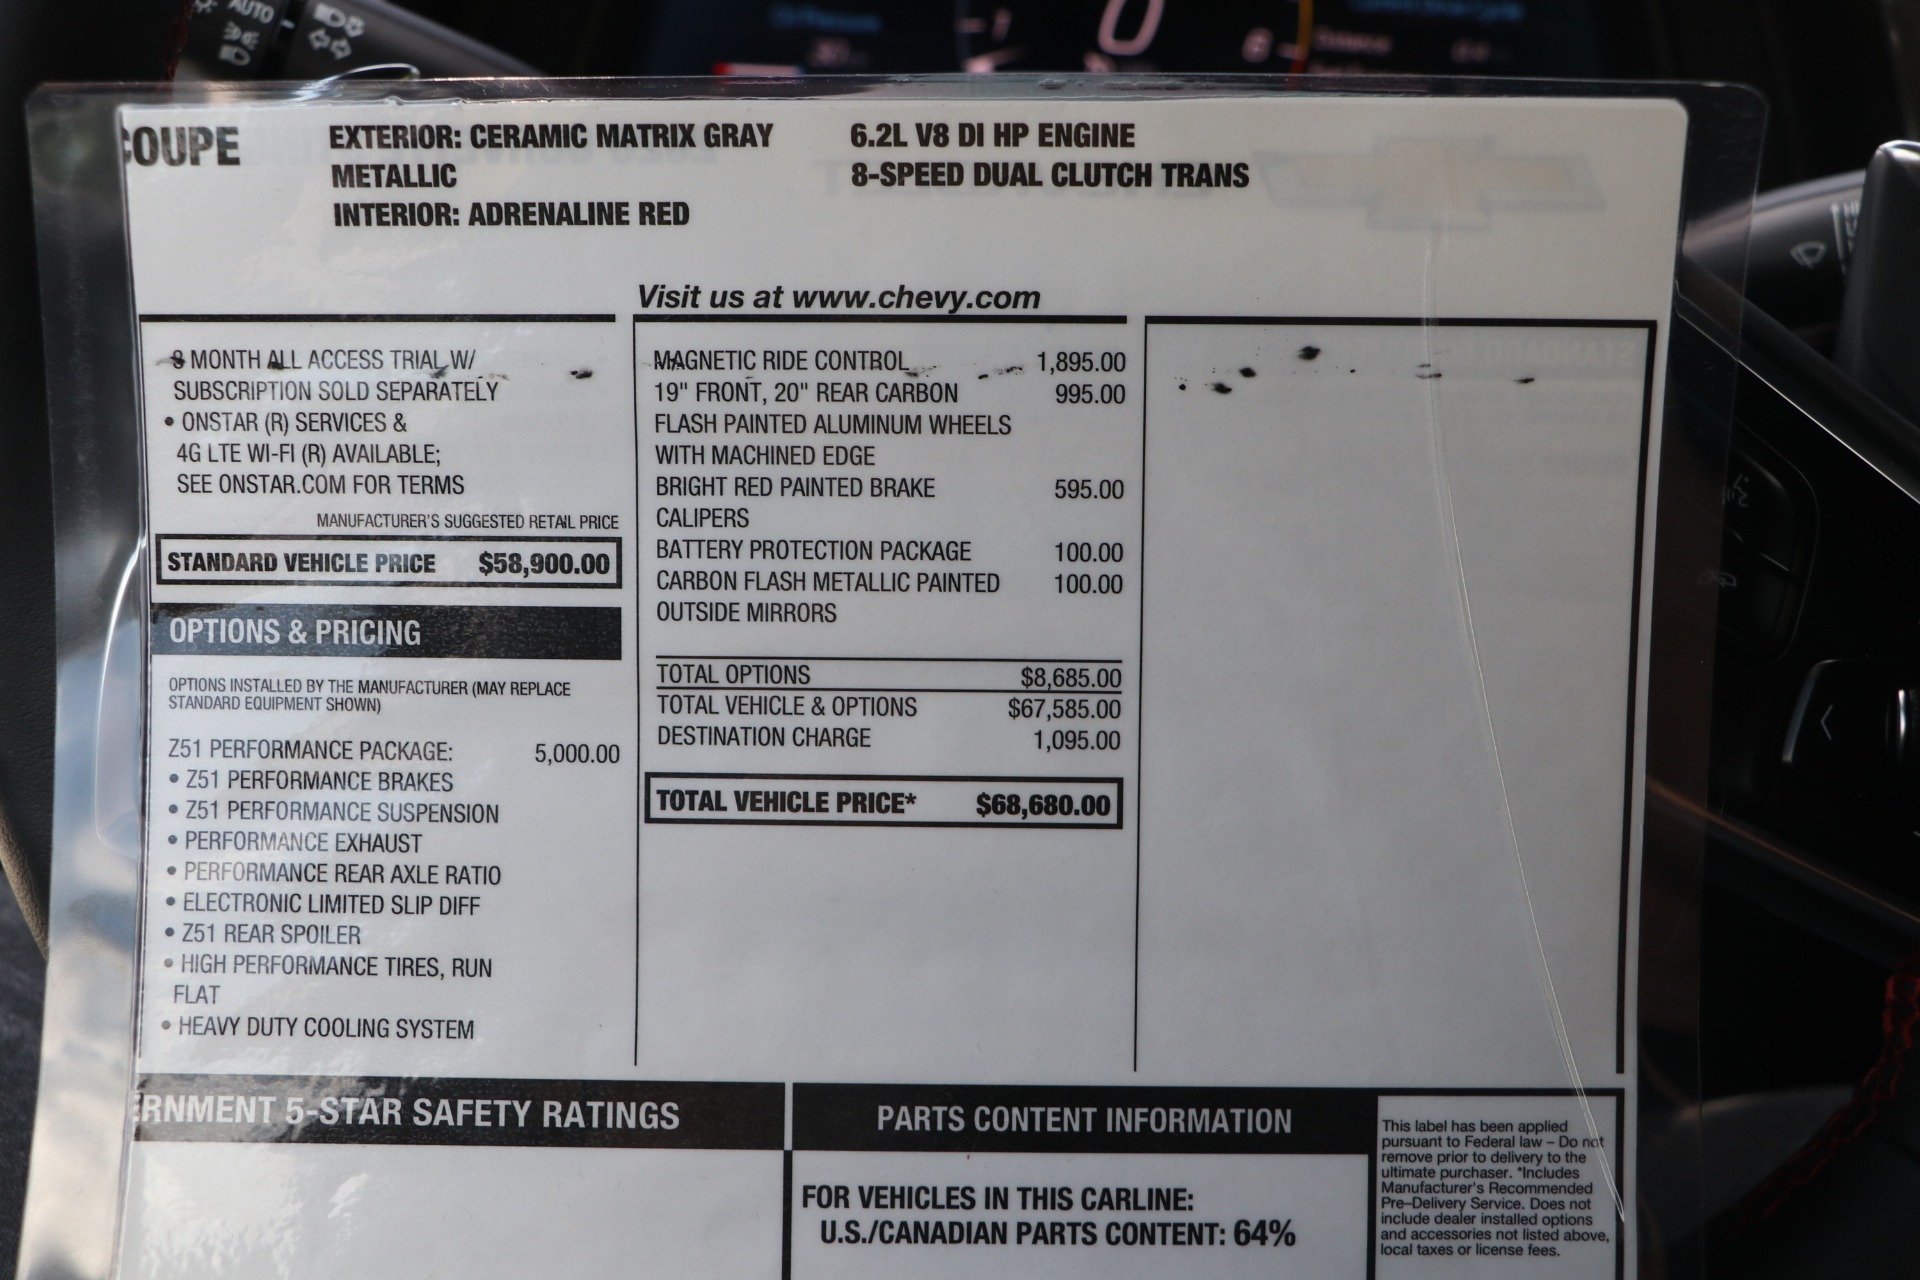 AUTO
0
1
6
COUPE
EXTERIOR: CERAMIC MATRIX GRAY
METALLIC
INTERIOR: ADRENALINE RED
6.2L V8 DI HP ENGINE
8-SPEED DUAL CLUTCH TRANS
Visit us at www.chevy.com
MONTH ALL ACCESS TRIAL W/
SUBSCRIPTION SOLD SEPARATELY
• ONSTAR (R) SERVICES &
4G LTE WI-FI (R) AVAILABLE;
SEE ONSTAR.COM FOR TERMS
MANUFACTURER'S SUGGESTED RETAIL PRICE
STANDARD VEHICLE PRICE $58,900.00
OPTIONS & PRICING
OPTIONS INSTALLED BY THE MANUFACTURER (MAY REPLACE
STANDARD EQUIPMENT SHOWN)
Z51 PERFORMANCE PACKAGE: 5,000.00
• Z51 PERFORMANCE BRAKES
• Z51 PERFORMANCE SUSPENSION
• PERFORMANCE EXHAUST
• PERFORMANCE REAR AXLE RATIO
• ELECTRONIC LIMITED SLIP DIFF
• Z51 REAR SPOILER
• HIGH PERFORMANCE TIRES, RUN
FLAT
• HEAVY DUTY COOLING SYSTEM
MAGNETIC RIDE CONTROL 1,895.00
19" FRONT, 20" REAR CARBON 995.00
FLASH PAINTED ALUMINUM WHEELS
WITH MACHINED EDGE
BRIGHT RED PAINTED BRAKE 595.00
CALIPERS
BATTERY PROTECTION PACKAGE 100.00
CARBON FLASH METALLIC PAINTED 100.00
OUTSIDE MIRRORS
TOTAL OPTIONS $8,685.00
TOTAL VEHICLE & OPTIONS $67,585.00
DESTINATION CHARGE 1,095.00
TOTAL VEHICLE PRICE* $68,680.00
ERNMENT 5-STAR SAFETY RATINGS
PARTS CONTENT INFORMATION
FOR VEHICLES IN THIS CARLINE:
U.S./CANADIAN PARTS CONTENT: 64%
This label has been applied
pursuant to Federal law – Do not
remove prior to delivery to the
ultimate purchaser. *Includes
Manufacturer's Recommended
Pre–Delivery Service. Does not
include dealer installed options
and accessories not listed above,
local taxes or license fees.